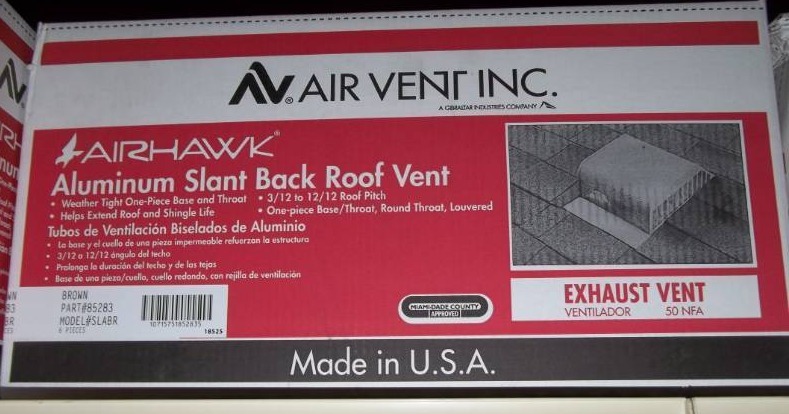 AIR VENT INC.
A GIBRALTAR INDUSTRIES COMPANY
AIRHAWK®
Aluminum Slant Back Roof Vent
• Weather Tight One-Piece Base and Throat • 3/12 to 12/12 Roof Pitch
• Helps Extend Roof and Shingle Life • One-piece Base/Throat, Round Throat, Louvered
Tubos de Ventilación Biselados de Aluminio
• La base y el cuello de una pieza impermeable refuerzan la estructura
• 3/12 a 12/12 ángulo del techo
• Prolonga la duración del techo y de las tejas
• Base de una pieza/cuello, cuello redondo, con rejilla de ventilación
BROWN
PART#85283
MODEL#SLABR
6 PIECES
10715751852835
18525
MIAMI-DADE COUNTY
APPROVED
EXHAUST VENT
VENTILADOR 50 NFA
Made in U.S.A.